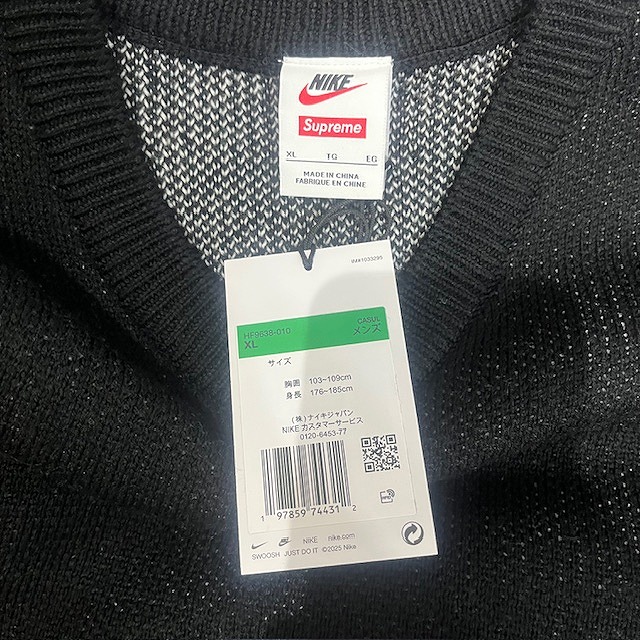 NIKE
Supreme
XL TG EG
MADE IN CHINA
FABRIQUE EN CHINE
IM#1033299
HF9638-010
XL
CASUL
メンズ
サイズ
胸囲 103~109cm
身長 176~185cm
(株)ナイキジャパン
NIKE カスタマーサービス
0120-6453-77
1 97859 74431 2
NIKE nike.com
SWOOSH JUST DO IT ©2025 Nike